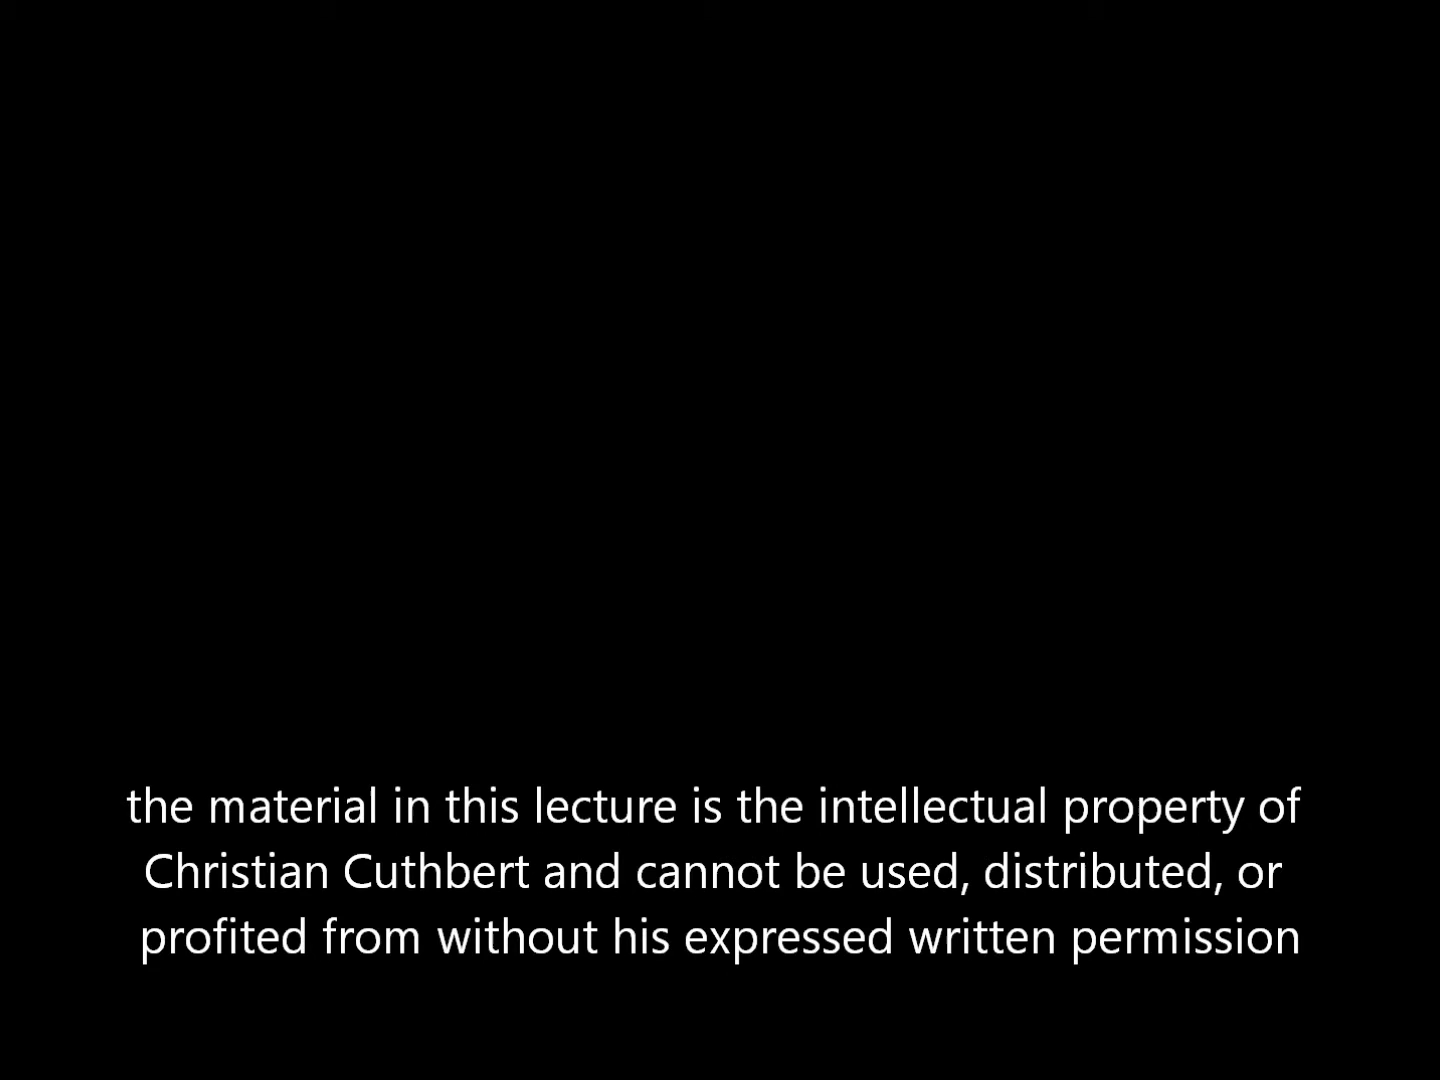 the material in this lecture is the intellectual property of
Christian Cuthbert and cannot be used, distributed, or
profited from without his expressed written permission